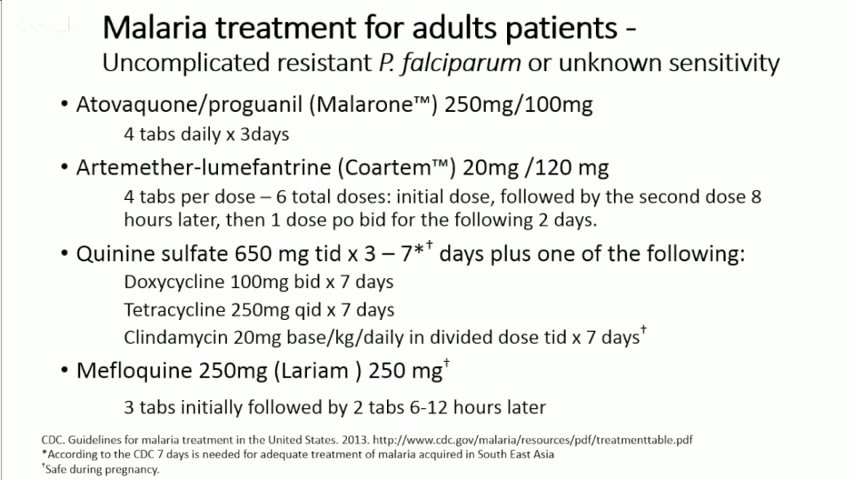 Malaria treatment for adults patients -
Uncomplicated resistant P. falciparum or unknown sensitivity
• Atovaquone/proguanil (Malarone™) 250mg/100mg
4 tabs daily x 3days
• Artemether-lumefantrine (Coartem™) 20mg /120 mg
4 tabs per dose – 6 total doses: initial dose, followed by the second dose 8
hours later, then 1 dose po bid for the following 2 days.
• Quinine sulfate 650 mg tid x 3 – 7*† days plus one of the following:
Doxycycline 100mg bid x 7 days
Tetracycline 250mg qid x 7 days
Clindamycin 20mg base/kg/daily in divided dose tid x 7 days†
• Mefloquine 250mg (Lariam ) 250 mg†
3 tabs initially followed by 2 tabs 6-12 hours later
CDC. Guidelines for malaria treatment in the United States. 2013. http://www.cdc.gov/malaria/resources/pdf/treatmenttable.pdf
*According to the CDC 7 days is needed for adequate treatment of malaria acquired in South East Asia
†Safe during pregnancy.